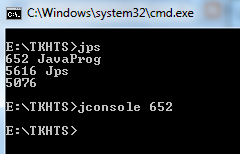 C:\Windows\system32\cmd.exe
E:\TKHTS>jps
652 JavaProg
5616 Jps
5076
E:\TKHTS>jconsole 652
E:\TKHTS>